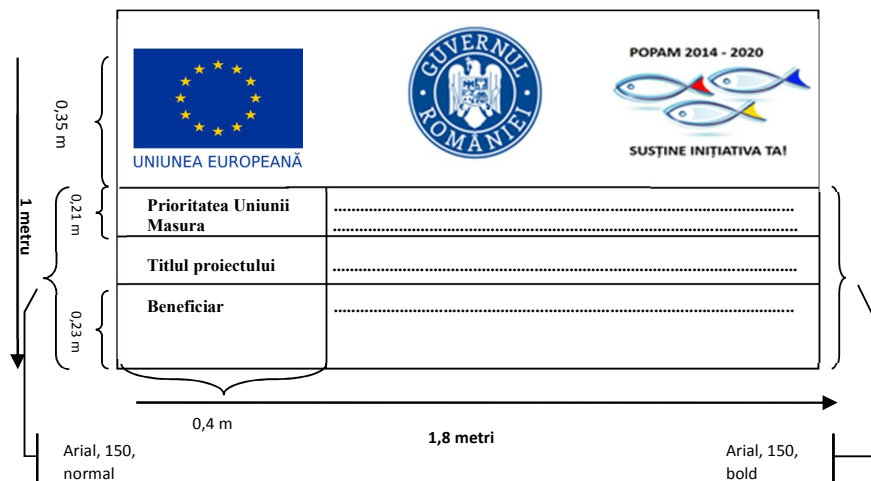 POPAM 2014 - 2020
GUVERNUL ROMÂNIEI
UNIUNEA EUROPEANĂ
SUSȚINE INIȚIATIVA TA!
0,35 m
1 metru
0,21 m
Prioritatea Uniunii
Masura
Titlul proiectului
0,23 m
Beneficiar
0,4 m
1,8 metri
Arial, 150,
normal
Arial, 150,
bold